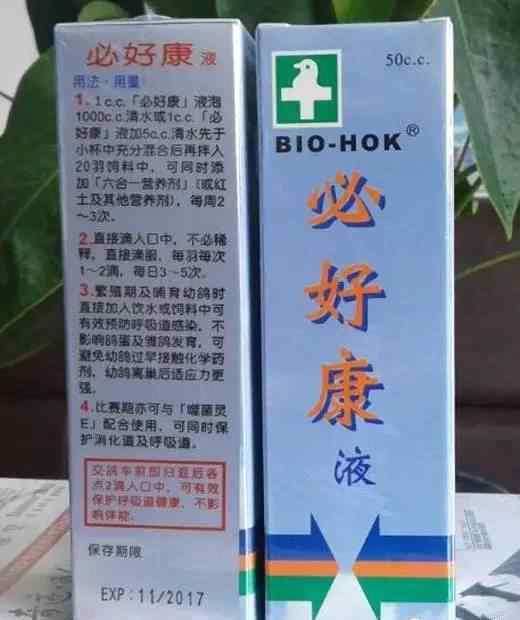 必好康 液
用法·用量
1. 1c.c.「必好康」液泡
1000c.c.清水或1c.c.「必
好康」液加5c.c.清水先于
小杯中充分混合后再拌入
20羽饲料中,可同时添
加「六合一营养剂」(或红
土及其他营养剂),每周2
~3次。
2.直接滴入口中,不必稀
释,直接滴服,每羽每次
1~2滴,每日3~5次。
3.繁殖期及哺育幼鸽时
直接加入饮水或饲料中可
有效预防呼吸道感染,不
影响鸽蛋及雏鸽发育,可
避免幼鸽过早接触化学药
剂,幼鸽离巢后适应力更
强。
4.比赛期亦可与「噬菌灵
E」配合使用,可同时保
护消化道及呼吸道。
交鸽车前即归返后各
点2滴入口中,可有效
保护呼吸道健康,不影
响体能。
保存期限
EXP:11/2017
50c.c.
BIO-HOK®
必
好
康
液